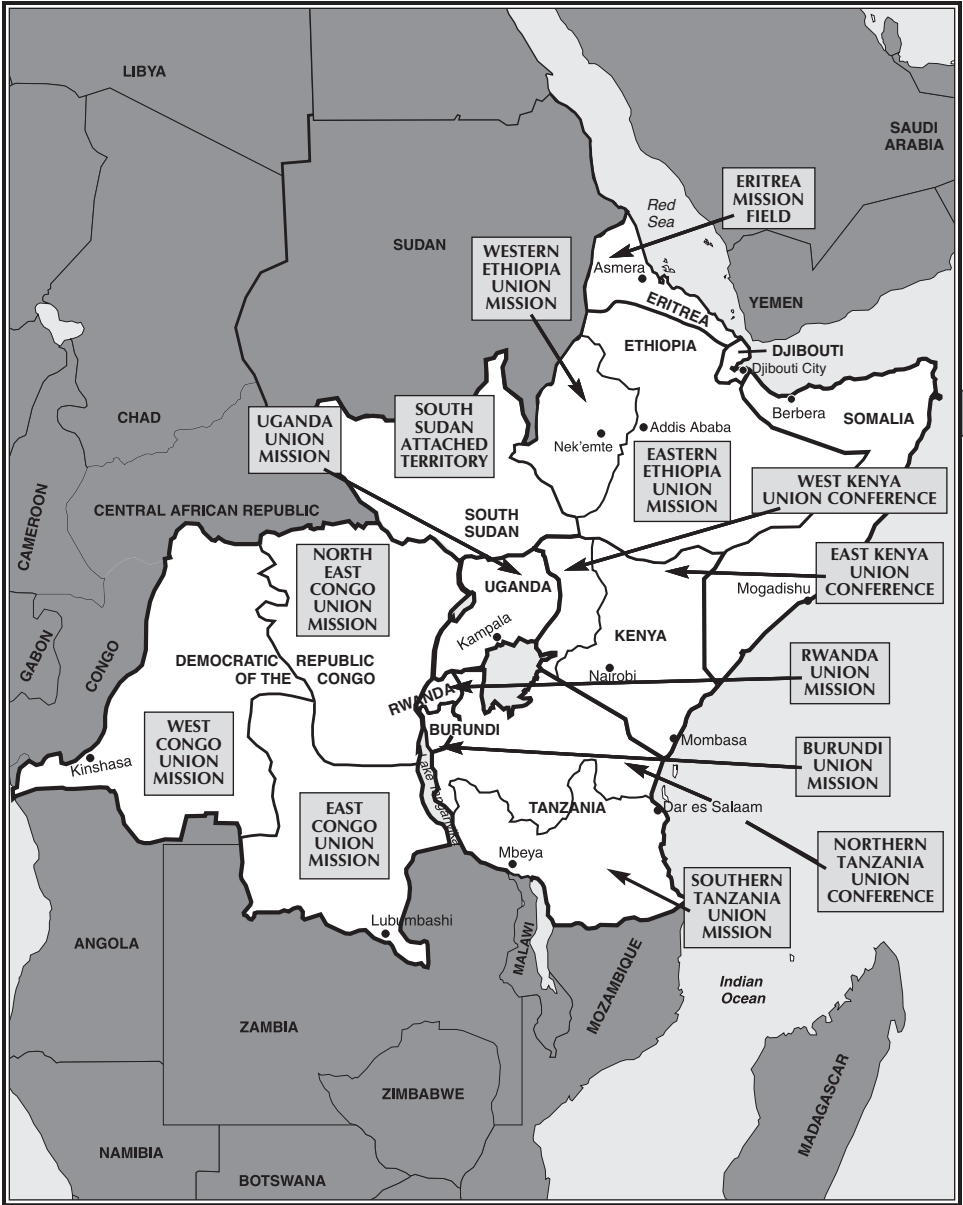 LIBYA
SAUDI
ARABIA
ERITREA
MISSION
FIELD
Red
Sea
SUDAN
WESTERN
ETHIOPIA
UNION
MISSION
Asmera
ERITREA
YEMEN
ETHIOPIA
DJIBOUTI
Djibouti City
CHAD
UGANDA
UNION
MISSION
SOUTH
SUDAN
ATTACHED
TERRITORY
Berbera
SOMALIA
Nek'emte
Addis Ababa
EASTERN
ETHIOPIA
UNION
MISSION
WEST KENYA
UNION CONFERENCE
CAMEROON
CENTRAL AFRICAN REPUBLIC
SOUTH
SUDAN
NORTH
EAST
CONGO
UNION
MISSION
EAST KENYA
UNION
CONFERENCE
UGANDA
Mogadishu
GABON
CONGO
Kampala
KENYA
DEMOCRATIC
OF THE
REPUBLIC
CONGO
Nairobi
RWANDA
UNION
MISSION
RWANDA
WEST
CONGO
UNION
MISSION
BURUNDI
Mombasa
BURUNDI
UNION
MISSION
Kinshasa
Lake Tanganyika
EAST
CONGO
UNION
MISSION
TANZANIA
Dar es Salaam
Mbeya
NORTHERN
TANZANIA
UNION
CONFERENCE
SOUTHERN
TANZANIA
UNION
MISSION
Lubumbashi
ANGOLA
MALAWI
MOZAMBIQUE
Indian
Ocean
ZAMBIA
ZIMBABWE
MADAGASCAR
NAMIBIA
BOTSWANA